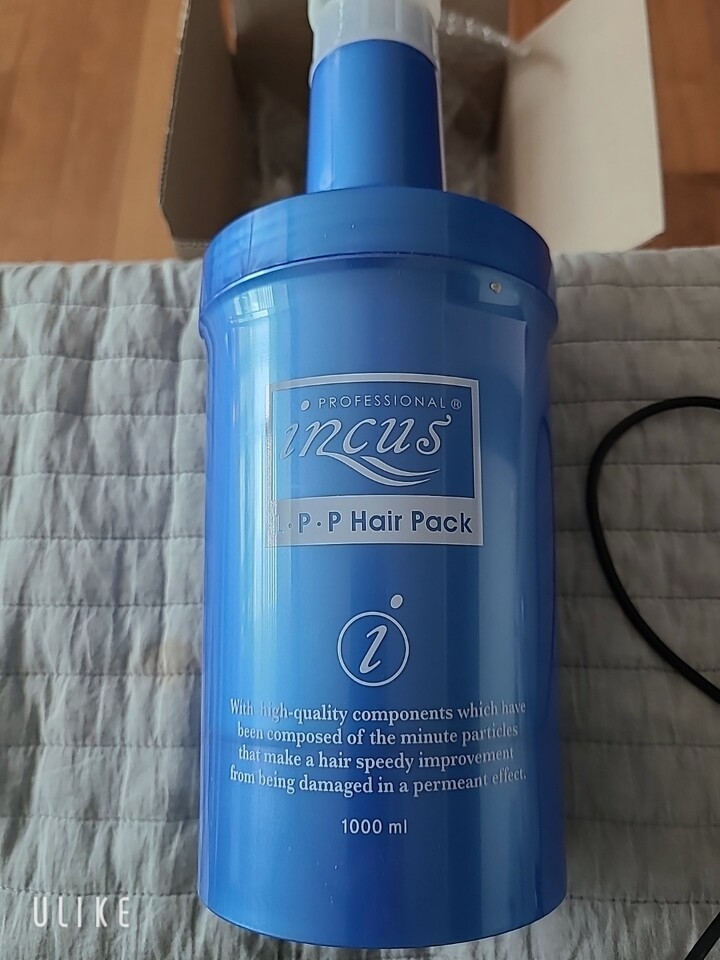 PROFESSIONAL ®
incus
L·P·P Hair Pack
i
With high-quality components which have
been composed of the minute particles
that make a hair speedy improvement
from being damaged in a permeant effect.
1000 ml
ULIKE